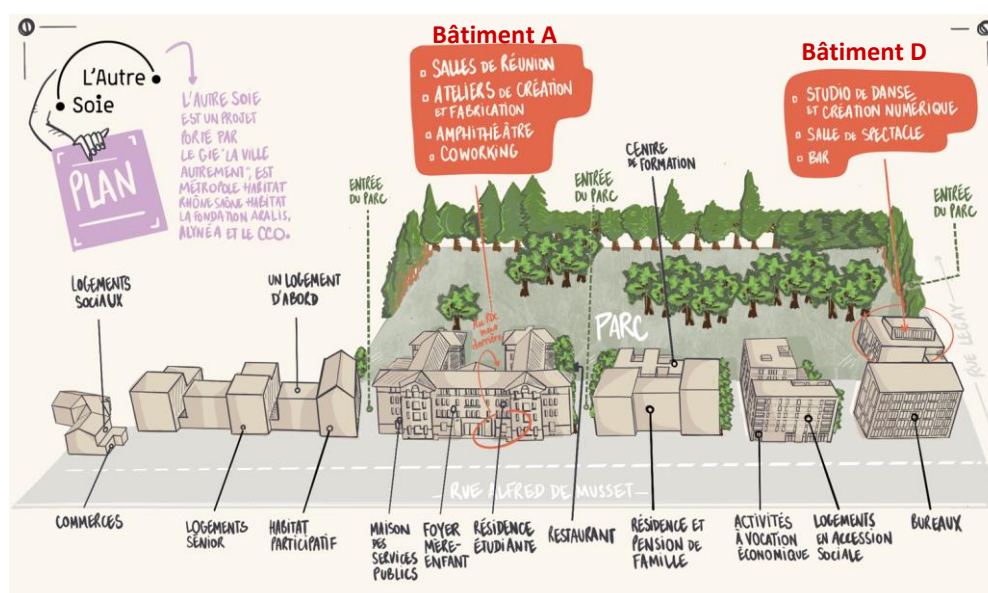 L'Autre
Soie
PLAN
L'AUTRE SOIE
EST UN PROJET
PORTÉ PAR
LE GIE "LA VILLE
AUTREMENT", EST
MÉTROPOLE HABITAT
RHÔNE SAÔNE HABITAT
LA FONDATION ARALIS,
ALYNÉA ET LE CCO.
Bâtiment A
SALLES DE RÉUNION
ATELIERS DE CRÉATION
ET FABRICATION
AMPHITHÉÂTRE
COWORKING
Bâtiment D
STUDIO DE DANSE
ET CRÉATION NUMÉRIQUE
SALLE DE SPECTACLE
BAR
ENTRÉE
DU PARC
ENTRÉE
DU PARC
CENTRE
DE FORMATION
ENTRÉE
DU PARC
LOGEMENTS
SOCIAUX
UN LOGEMENT
D'ABORD
Au RDC
mais
derrière
PARC
RUE LEGAY
— RUE ALFRED DE MUSSET —
COMMERCES
LOGEMENTS
SENIOR
HABITAT
PARTICIPATIF
MAISON
DES
SERVICES
PUBLICS
FOYER
MÈRE-
ENFANT
RÉSIDENCE
ÉTUDIANTE
RESTAURANT
RÉSIDENCE ET
PENSION DE
FAMILLE
ACTIVITÉS
À VOCATION
ÉCONOMIQUE
LOGEMENTS
EN ACCESSION
SOCIALE
BUREAUX